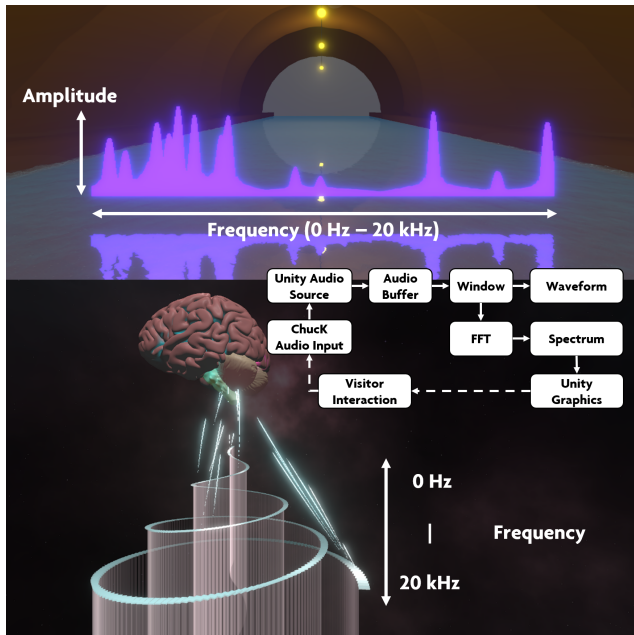 Amplitude
Frequency (0 Hz – 20 kHz)
Unity Audio
Source
Audio
Buffer
Window
Waveform
ChucK
Audio Input
FFT
Spectrum
Visitor
Interaction
Unity
Graphics
0 Hz
|
Frequency
20 kHz